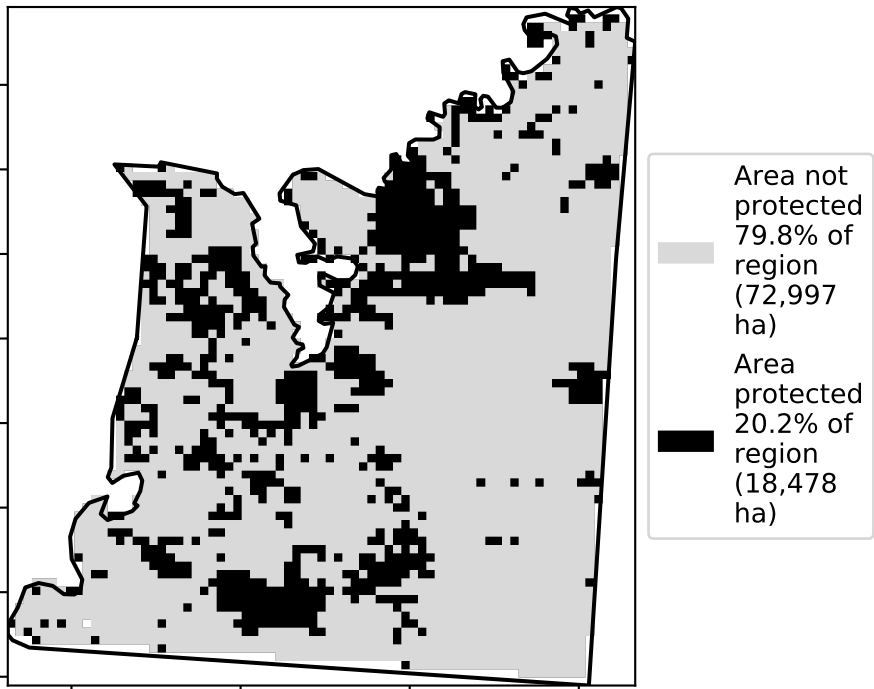 Area not
protected
79.8% of
region
(72,997
ha)
Area
protected
20.2% of
region
(18,478
ha)